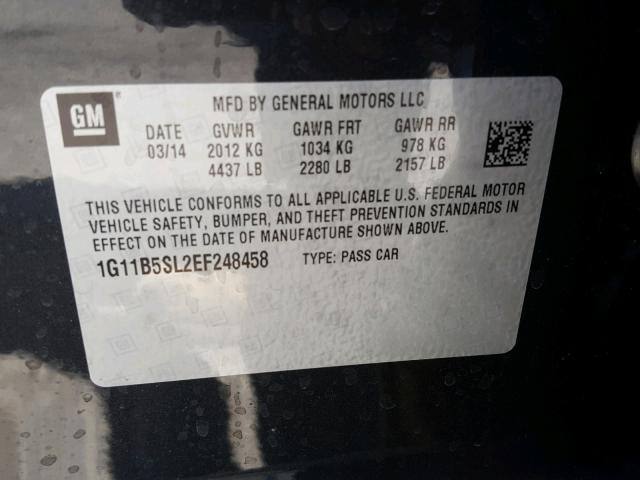 GM
MFD BY GENERAL MOTORS LLC
DATE GVWR GAWR FRT GAWR RR
03/14 2012 KG 1034 KG 978 KG
4437 LB 2280 LB 2157 LB
THIS VEHICLE CONFORMS TO ALL APPLICABLE U.S. FEDERAL MOTOR
VEHICLE SAFETY, BUMPER, AND THEFT PREVENTION STANDARDS IN
EFFECT ON THE DATE OF MANUFACTURE SHOWN ABOVE.
1G11B5SL2EF248458 TYPE: PASS CAR